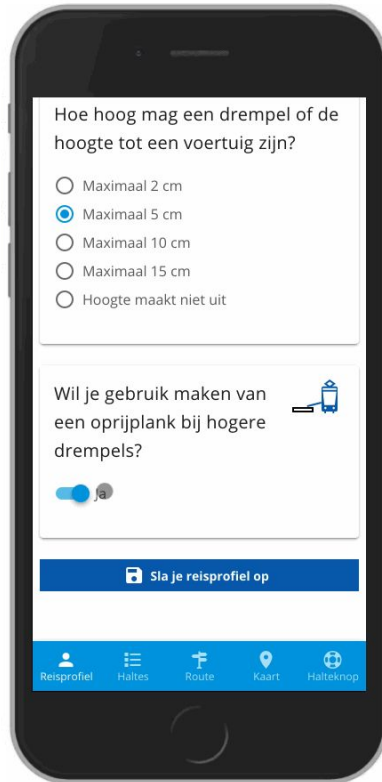 Hoe hoog mag een drempel of de
hoogte tot een voertuig zijn?
Maximaal 2 cm
Maximaal 5 cm
Maximaal 10 cm
Maximaal 15 cm
Hoogte maakt niet uit
Wil je gebruik maken van
een oprijplank bij hogere
drempels?
Ja
Sla je reisprofiel op
Reisprofiel Haltes Route Kaart Halteknop